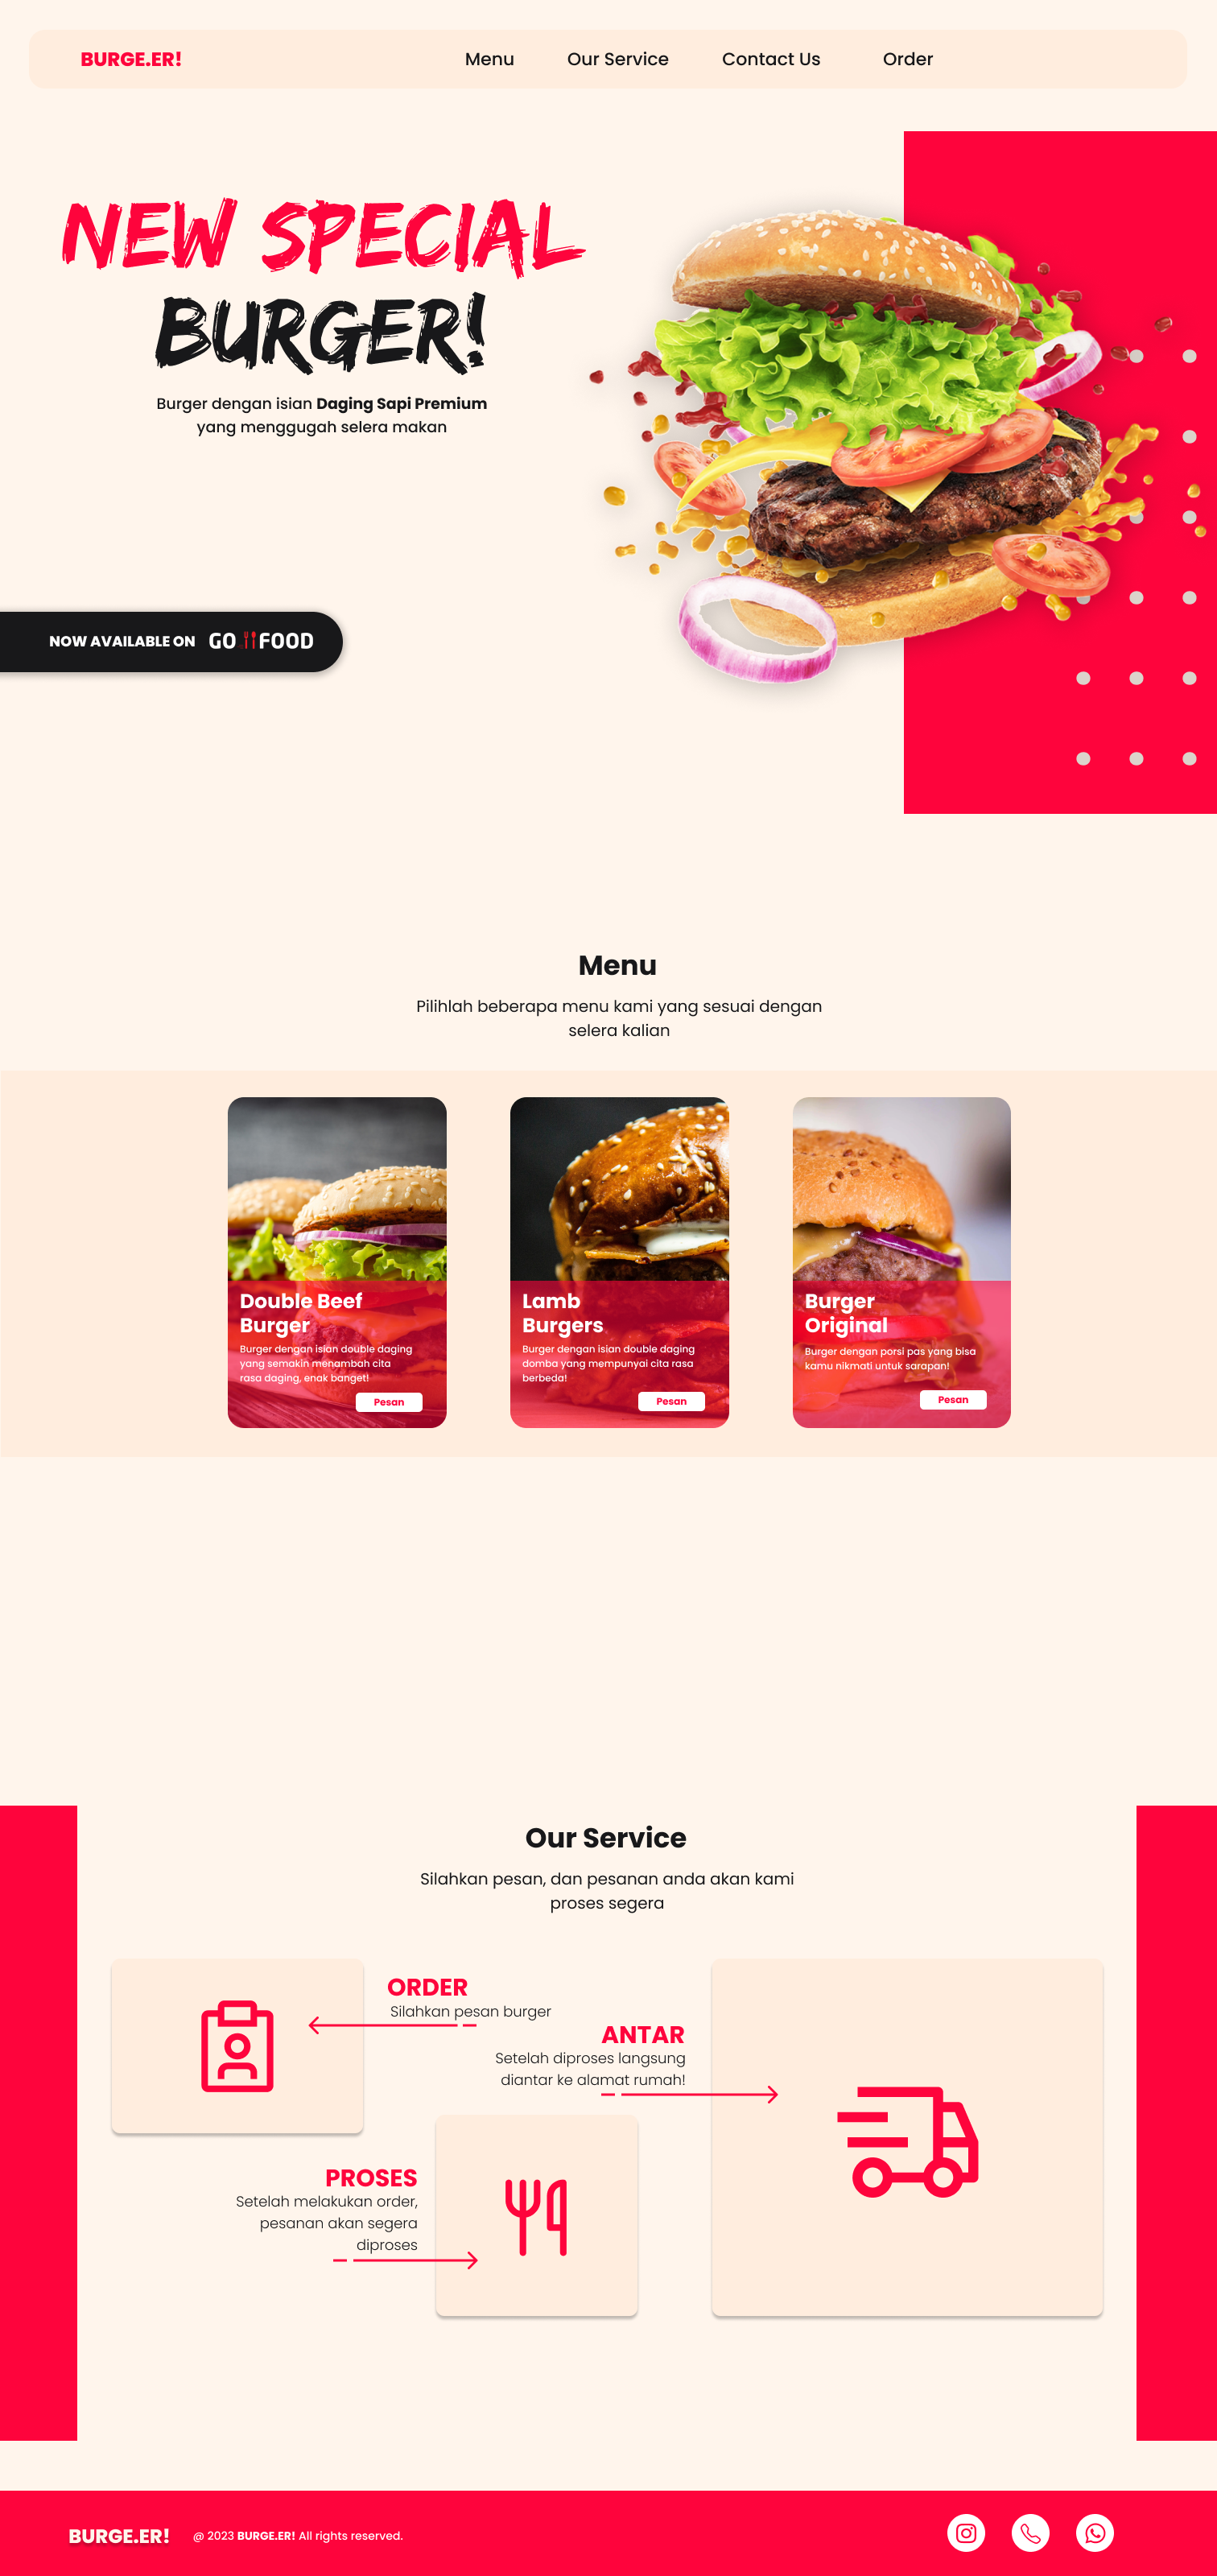 BURGE.ER!
Menu
Our Service
Contact Us
Order
NEW SPECIAL
BURGER!
Burger dengan isian Daging Sapi Premium
yang menggugah selera makan
NOW AVAILABLE ON GO FOOD
Menu
Pilihlah beberapa menu kami yang sesuai dengan
selera kalian
Double Beef
Burger
Burger dengan isian double daging
yang semakin menambah cita
rasa daging, enak banget!
Pesan
Lamb
Burgers
Burger dengan isian double daging
domba yang mempunyai cita rasa
berbeda!
Pesan
Burger
Original
Burger dengan porsi pas yang bisa
kamu nikmati untuk sarapan!
Pesan
Our Service
Silahkan pesan, dan pesanan anda akan kami
proses segera
ORDER
Silahkan pesan burger
ANTAR
Setelah diproses langsung
diantar ke alamat rumah!
PROSES
Setelah melakukan order,
pesanan akan segera
diproses
BURGE.ER!
@ 2023 BURGE.ER! All rights reserved.